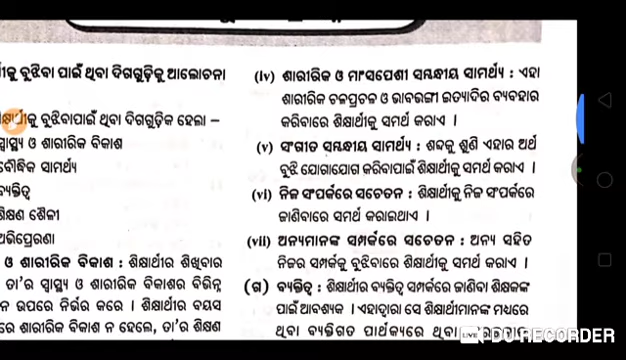 ବୁଝିବା ପାଇଁ ଥିବା ଦିଗଗୁଡ଼ିକୁ ଆଲୋଚନା
ବୁଝିବାପାଇଁ ଥିବା ଦିଗଗୁଡ଼ିକ ହେଲା –
ସ୍ୱାସ୍ଥ୍ୟ ଓ ଶାରୀରିକ ବିକାଶ
ବୌଦ୍ଧିକ ସାମର୍ଥ୍ୟ
ବ୍ୟକ୍ତିତ୍ୱ
ଶିକ୍ଷଣ ଶୈଳୀ
ଅଭିପ୍ରେରଣା
ଓ ଶାରୀରିକ ବିକାଶ : ଶିକ୍ଷାର୍ଥୀର ଶିଖିବାର
ତା'ର ସ୍ୱାସ୍ଥ୍ୟ ଓ ଶାରୀରିକ ବିକାଶର ବିଭିନ୍ନ
ଉପରେ ନିର୍ଭର କରେ । ଶିକ୍ଷାର୍ଥୀର ବୟସ
ଶାରୀରିକ ବିକାଶ ନ ହେଲେ, ତା'ର ଶିକ୍ଷଣ
(iv) ଶାରୀରିକ ଓ ମାଂସପେଶୀ ସମ୍ବନ୍ଧୀୟ ସାମର୍ଥ୍ୟ : ଏହା
ଶାରୀରିକ ଚଳପ୍ରଚଳ ଓ ଭାବଭଙ୍ଗୀ ଇତ୍ୟାଦିର ବ୍ୟବହାର
କରିବାରେ ଶିକ୍ଷାର୍ଥୀକୁ ସମର୍ଥ କରାଏ ।
(v) ସଂଗୀତ ସମ୍ବନ୍ଧୀୟ ସାମର୍ଥ୍ୟ : ଶବ୍ଦକୁ ଶୁଣି ଏହାର ଅର୍ଥ
ବୁଝି ଯୋଗାଯୋଗ କରିବାପାଇଁ ଶିକ୍ଷାର୍ଥୀକୁ ସମର୍ଥ କରାଏ ।
(vi) ନିଜ ସଂପର୍କରେ ସଚେତନ : ଶିକ୍ଷାର୍ଥୀକୁ ନିଜ ସଂପର୍କରେ
ଜାଣିବାରେ ସମର୍ଥ କରାଇଥାଏ ।
(vii) ଅନ୍ୟମାନଙ୍କ ସମ୍ପର୍କରେ ସଚେତନ : ଅନ୍ୟ ସହିତ
ନିଜର ସମ୍ପର୍କକୁ ବୁଝିବାରେ ଶିକ୍ଷାର୍ଥୀକୁ ସମର୍ଥ କରାଏ ।
(ଗ) ବ୍ୟକ୍ତିତ୍ୱ : ଶିକ୍ଷାର୍ଥୀର ବ୍ୟକ୍ତିତ୍ୱ ସମ୍ପର୍କରେ ଜାଣିବା ଶିକ୍ଷକଙ୍କ
ପାଇଁ ଆବଶ୍ୟକ । ଏହାଦ୍ୱାରା ସେ ଶିକ୍ଷାର୍ଥୀମାନଙ୍କ ମଧ୍ୟରେ
ଥିବା ବ୍ୟକ୍ତିଗତ ପାର୍ଥକ୍ୟରେ ଥିବା
LIVE DU RECORDER